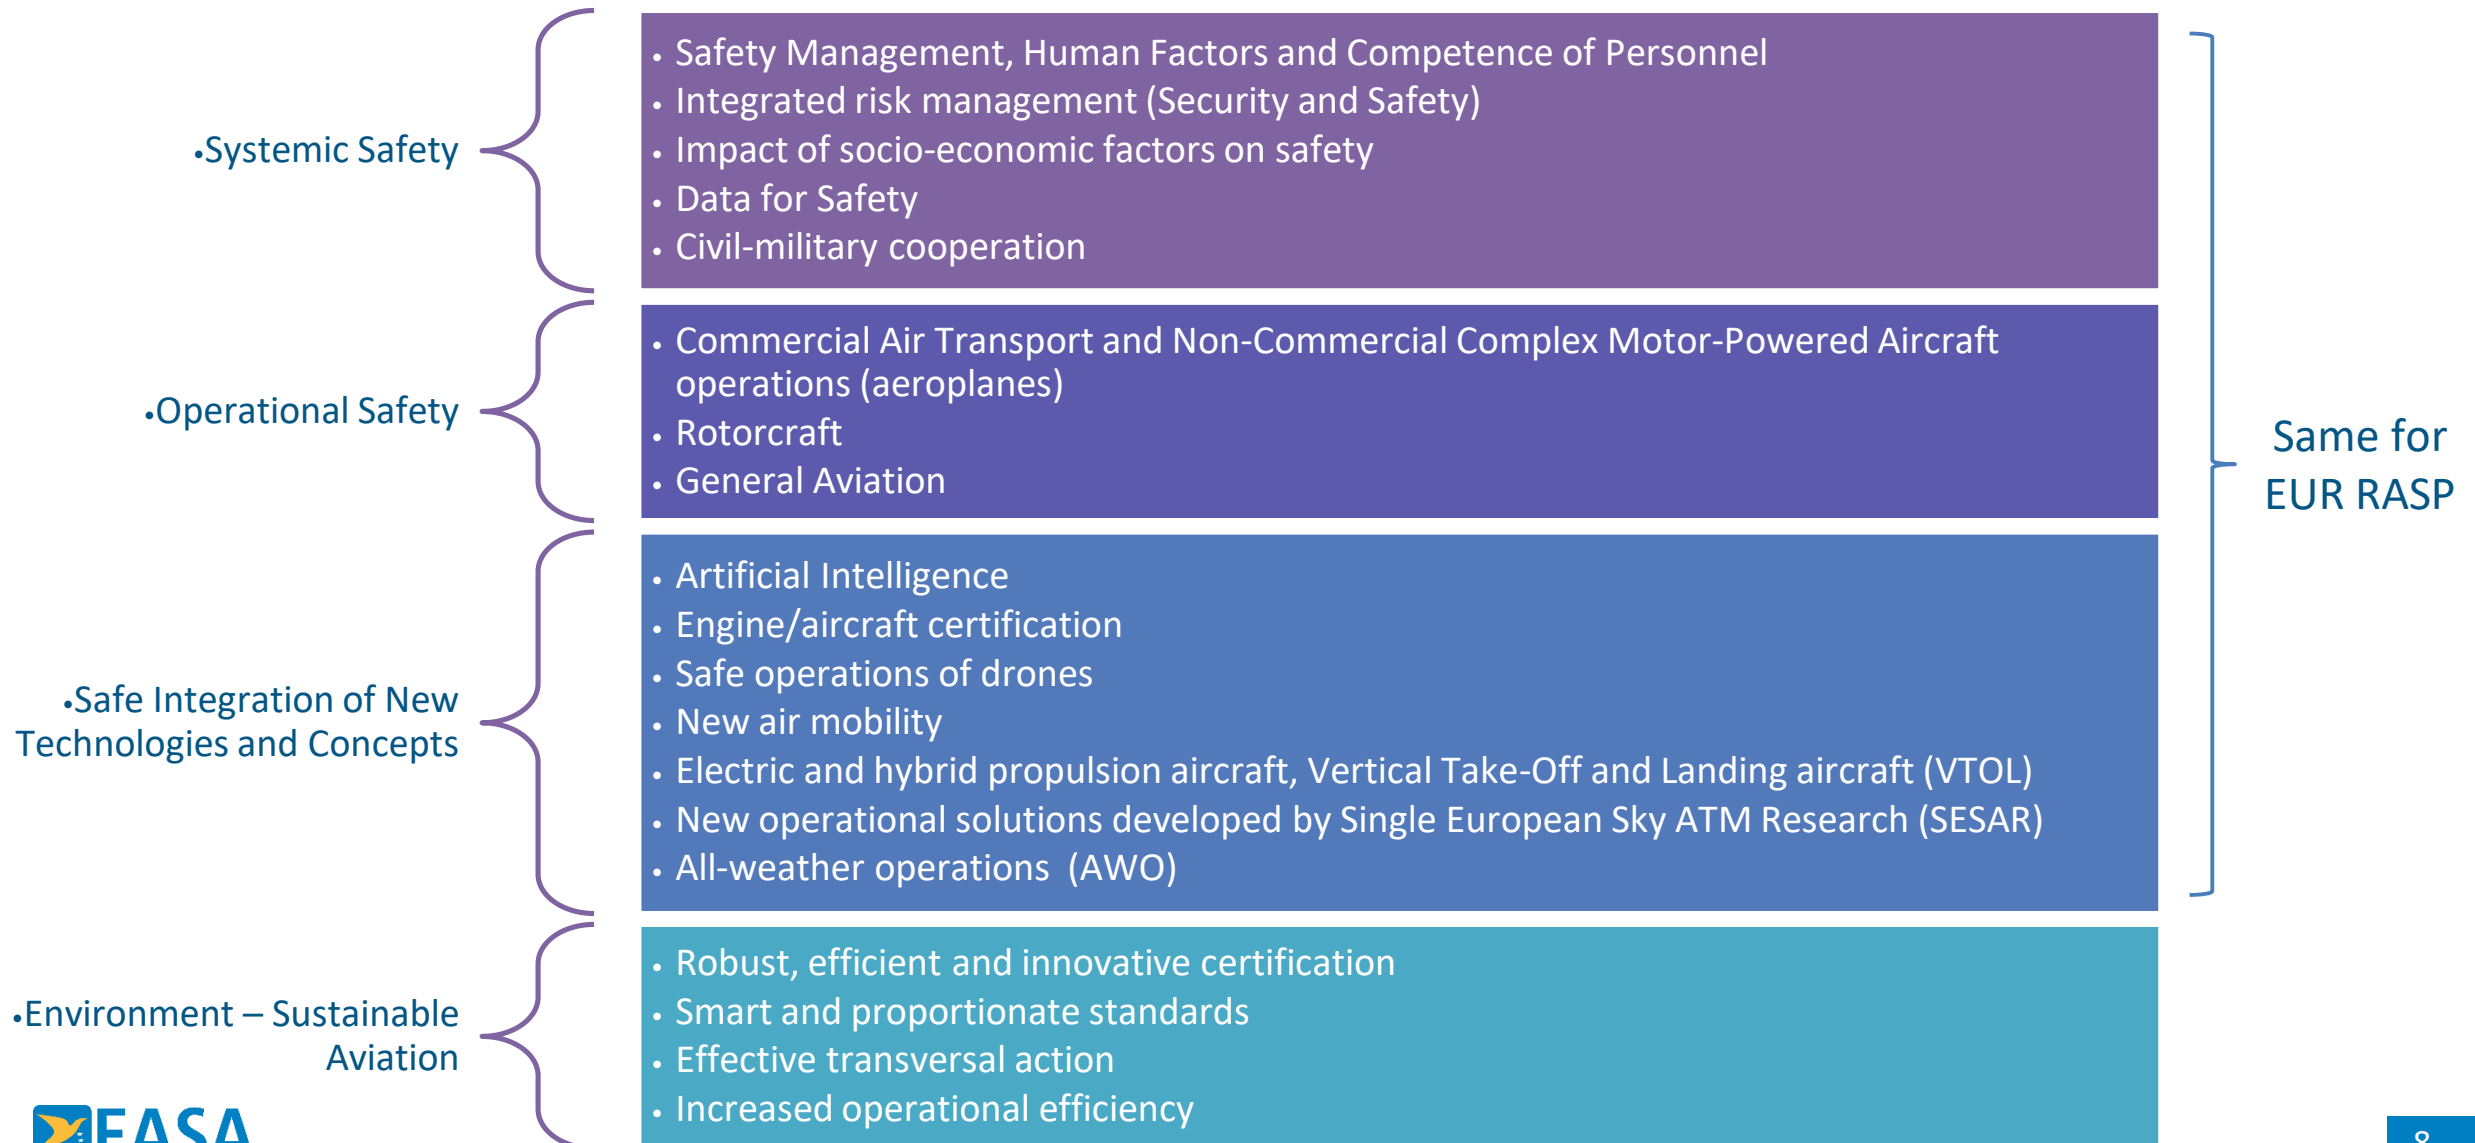 •Systemic Safety
• Safety Management, Human Factors and Competence of Personnel
• Integrated risk management (Security and Safety)
• Impact of socio-economic factors on safety
• Data for Safety
• Civil-military cooperation
•Operational Safety
• Commercial Air Transport and Non-Commercial Complex Motor-Powered Aircraft
operations (aeroplanes)
• Rotorcraft
• General Aviation
•Safe Integration of New
Technologies and Concepts
• Artificial Intelligence
• Engine/aircraft certification
• Safe operations of drones
• New air mobility
• Electric and hybrid propulsion aircraft, Vertical Take-Off and Landing aircraft (VTOL)
• New operational solutions developed by Single European Sky ATM Research (SESAR)
• All-weather operations (AWO)
Same for
EUR RASP
•Environment – Sustainable
Aviation
• Robust, efficient and innovative certification
• Smart and proportionate standards
• Effective transversal action
• Increased operational efficiency
EASA
8